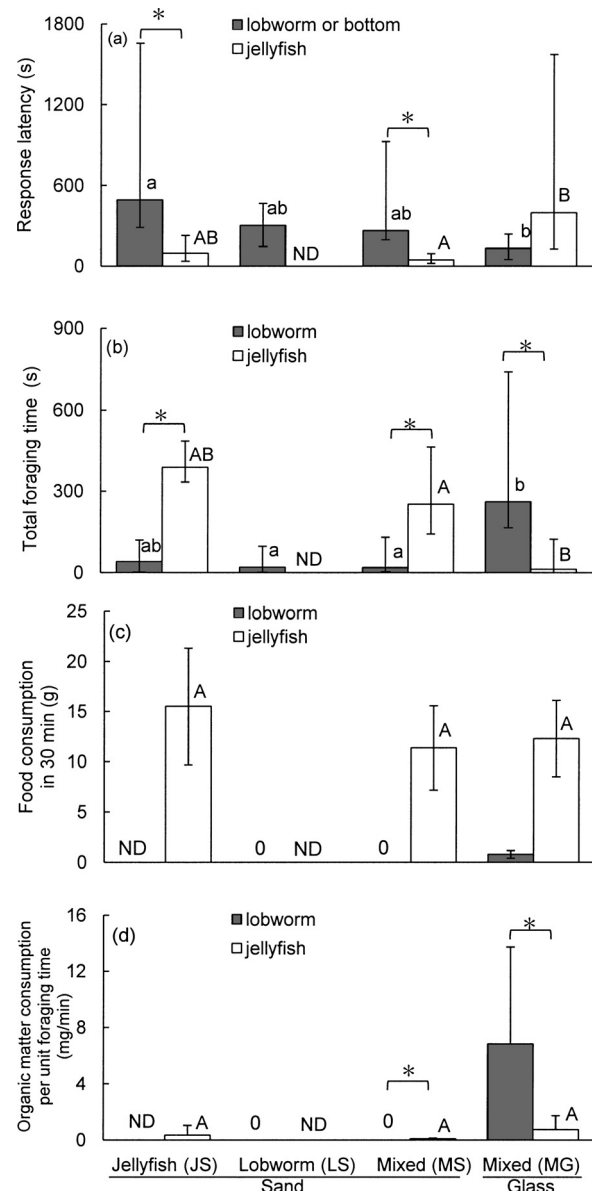 1800
1200
600
0
Response latency (s)
(a)
lobworm or bottom
jellyfish
*
a
AB
ab
ND
*
ab
A
b
B
900
600
300
0
Total foraging time (s)
(b)
lobworm
jellyfish
*
ab
AB
a
ND
*
a
A
*
b
B
25
20
15
10
5
0
Food consumption
in 30 min (g)
(c)
lobworm
jellyfish
ND
A
0
ND
0
A
A
16
12
8
4
0
Organic matter consumption
per unit foraging time
(mg/min)
(d)
lobworm
jellyfish
ND
A
0
ND
*
0
A
*
A
Jellyfish (JS) Lobworm (LS) Mixed (MS) Mixed (MG)
Sand Glass